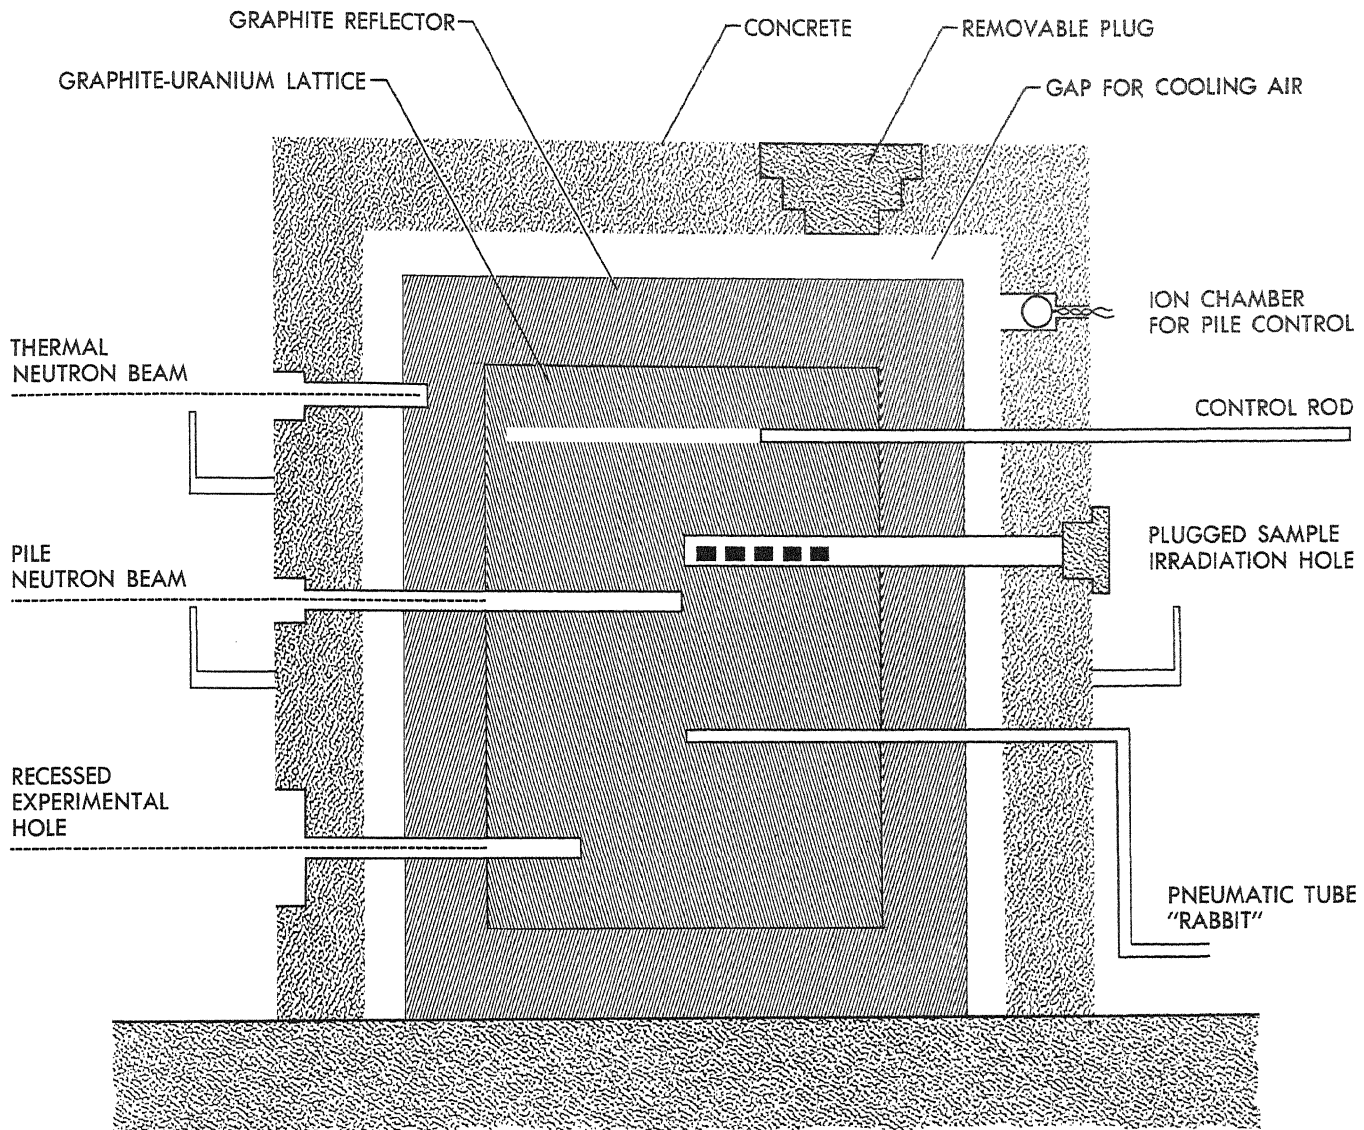 GRAPHITE REFLECTOR
CONCRETE
REMOVABLE PLUG
GRAPHITE-URANIUM LATTICE
GAP FOR COOLING AIR
ION CHAMBER
FOR PILE CONTROL
THERMAL
NEUTRON BEAM
CONTROL ROD
PILE
NEUTRON BEAM
PLUGGED SAMPLE
IRRADIATION HOLE
RECESSED
EXPERIMENTAL
HOLE
PNEUMATIC TUBE
"RABBIT"